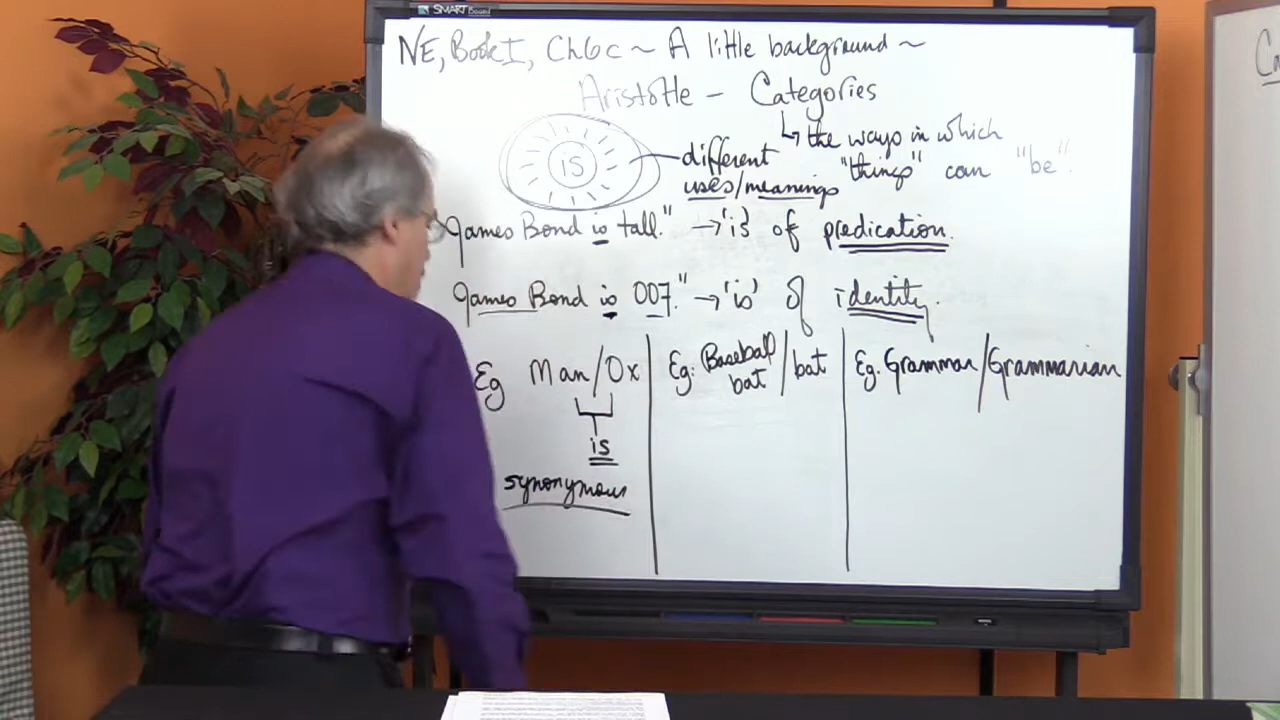 SMART Board
NE, Book I, Ch 6c ~ A little background ~
Aristotle - Categories
↳ the ways in which
"things" can "be".
IS
different
uses/meanings
James Bond is tall." → 'is' of predication.
James Bond is 007." → 'is' of identity.
Eg Man/Ox
is
synonymous
Eg: Baseball bat / bat
Eg. Grammar/Grammarian